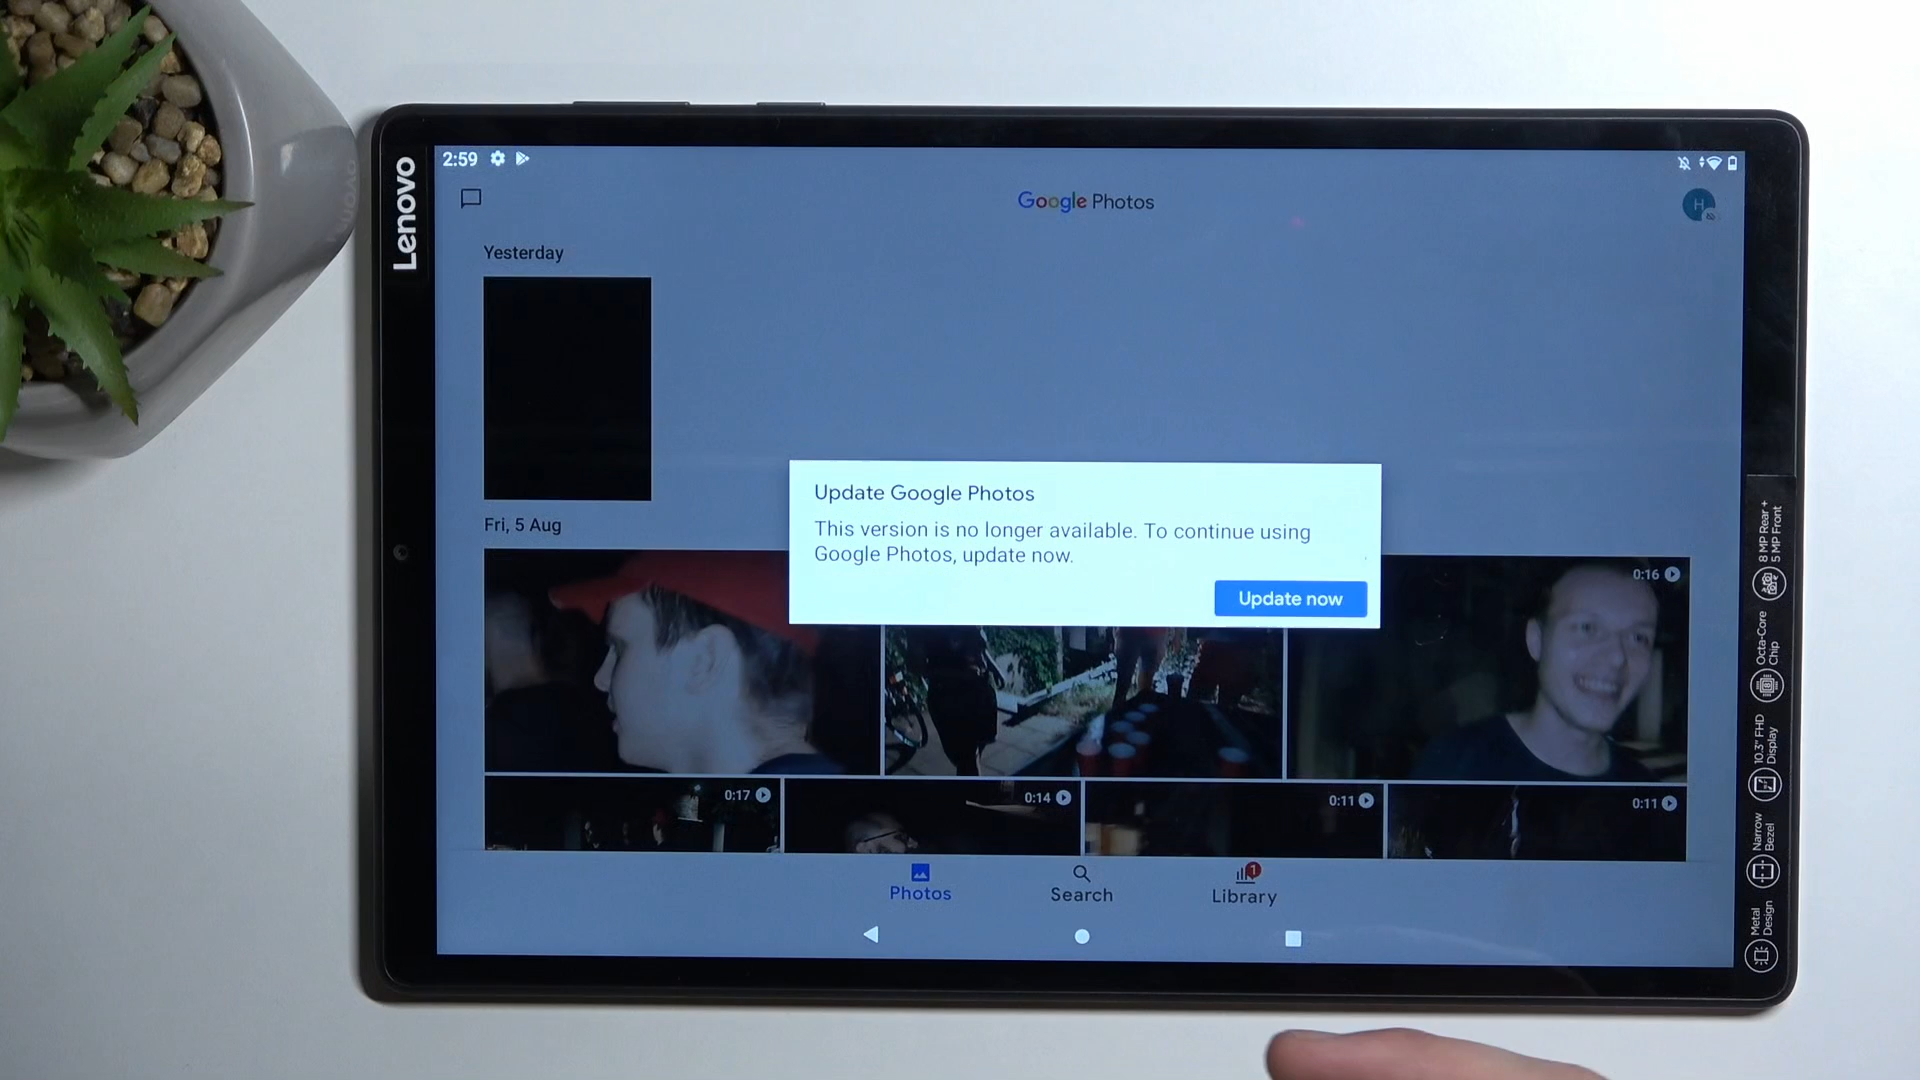 Lenovo
2:59
Google Photos
H
Yesterday
Update Google Photos
This version is no longer available. To continue using
Google Photos, update now.
Update now
Fri, 5 Aug
0:16
0:17
0:14
0:11
0:11
1
Photos
Search
Library
8 MP Rear +
5 MP Front
Octa-Core
Chip
10.3" FHD
Display
Narrow
Bezel
Metal
Design